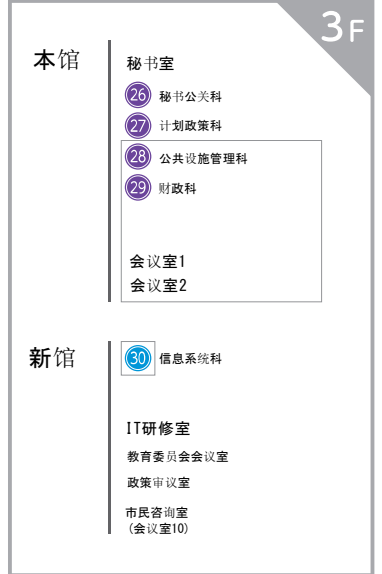 3F
本馆
秘书室
26 秘书公关科
27 计划政策科
28 公共设施管理科
29 财政科
会议室1
会议室2
新馆
30 信息系统科
IT研修室
教育委员会会议室
政策审议室
市民咨询室
(会议室10)